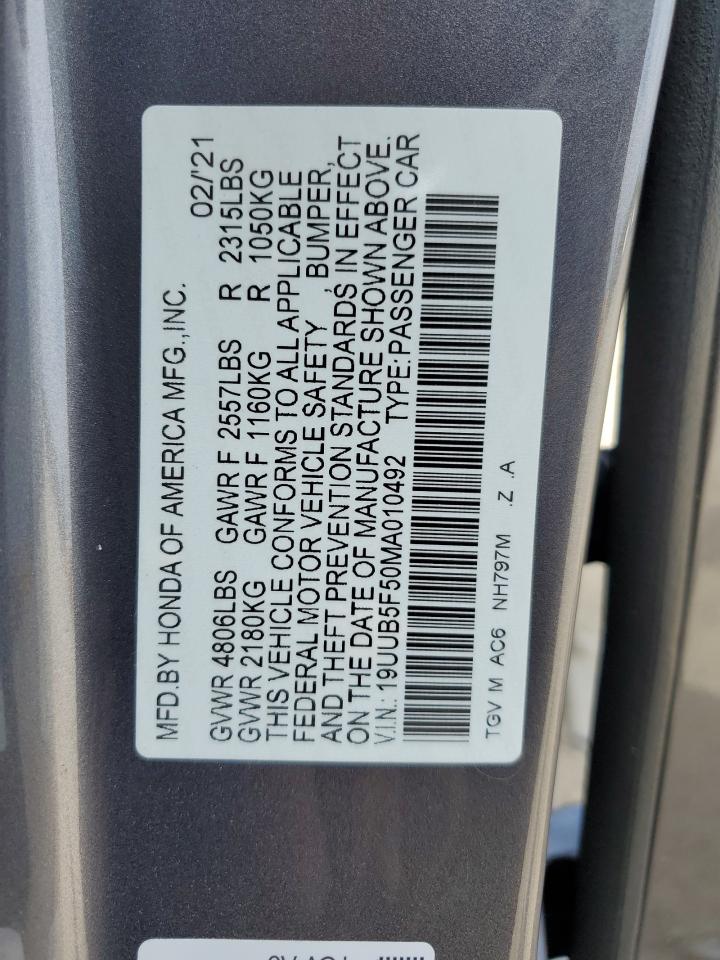 MFD.BY HONDA OF AMERICA MFG.,INC. 02/'21
GVWR 4806LBS GAWR F 2557LBS R 2315LBS
GVWR 2180KG GAWR F 1160KG R 1050KG
THIS VEHICLE CONFORMS TO ALL APPLICABLE
FEDERAL MOTOR VEHICLE SAFETY , BUMPER,
AND THEFT PREVENTION STANDARDS IN EFFECT
ON THE DATE OF MANUFACTURE SHOWN ABOVE.
V.I.N.: 19UUB5F50MA010492 TYPE:PASSENGER CAR
TGV M AC6 NH797M .Z .A